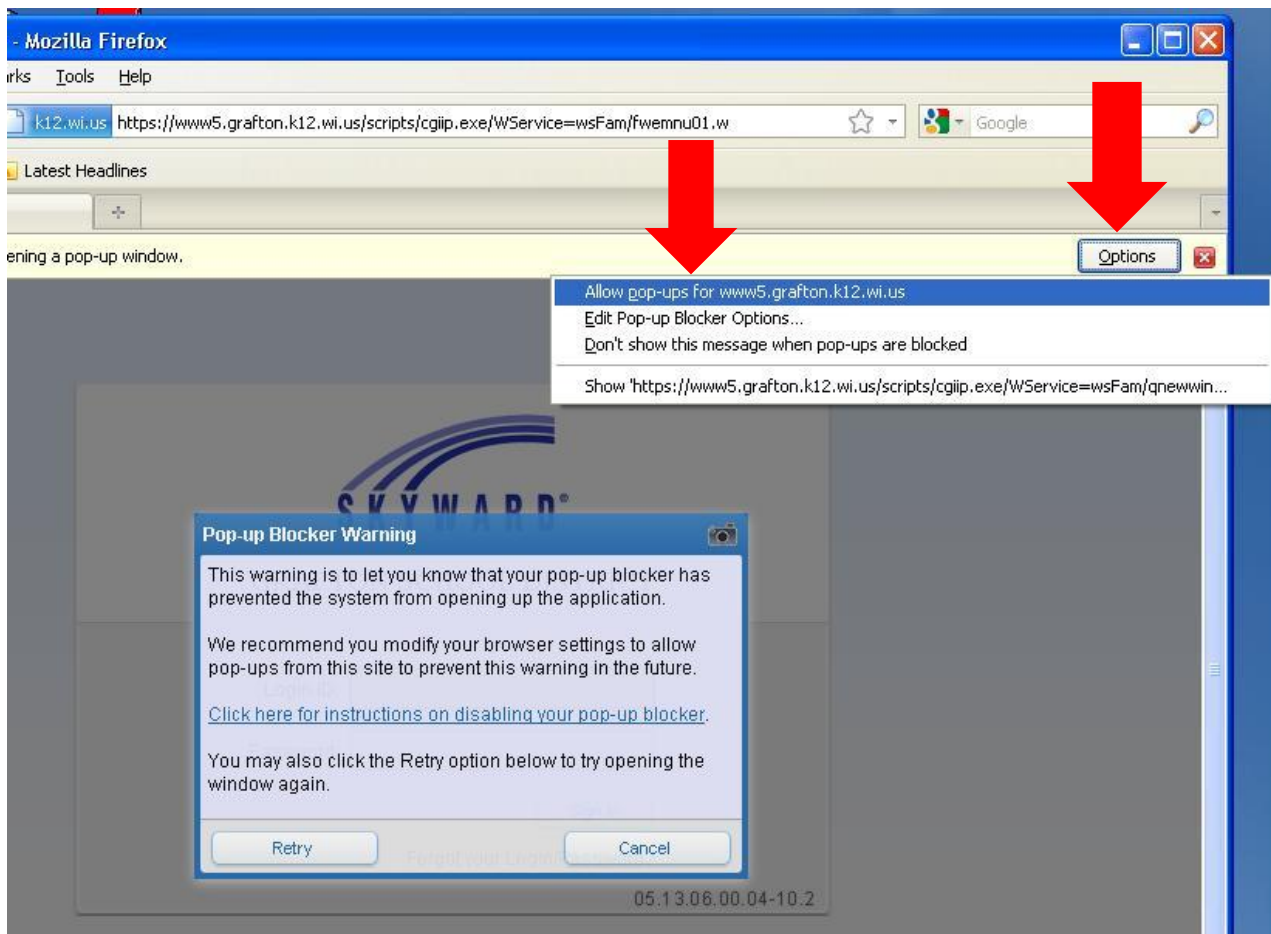 - Mozilla Firefox
rks Tools Help
k12.wi.us https://www5.grafton.k12.wi.us/scripts/cgiip.exe/WService=wsFam/fwemnu01.w Google
Latest Headlines
ening a pop-up window. Options
Allow pop-ups for www5.grafton.k12.wi.us
Edit Pop-up Blocker Options...
Don't show this message when pop-ups are blocked
Show 'https://www5.grafton.k12.wi.us/scripts/cgiip.exe/WService=wsFam/qnewwin...
SKYWARD®
Pop-up Blocker Warning
This warning is to let you know that your pop-up blocker has
prevented the system from opening up the application.
We recommend you modify your browser settings to allow
pop-ups from this site to prevent this warning in the future.
Login ID:
Click here for instructions on disabling your pop-up blocker.
You may also click the Retry option below to try opening the
window again.
Sign In
Retry Cancel
Forgot your Login/
05.13.06.00.04-10.2